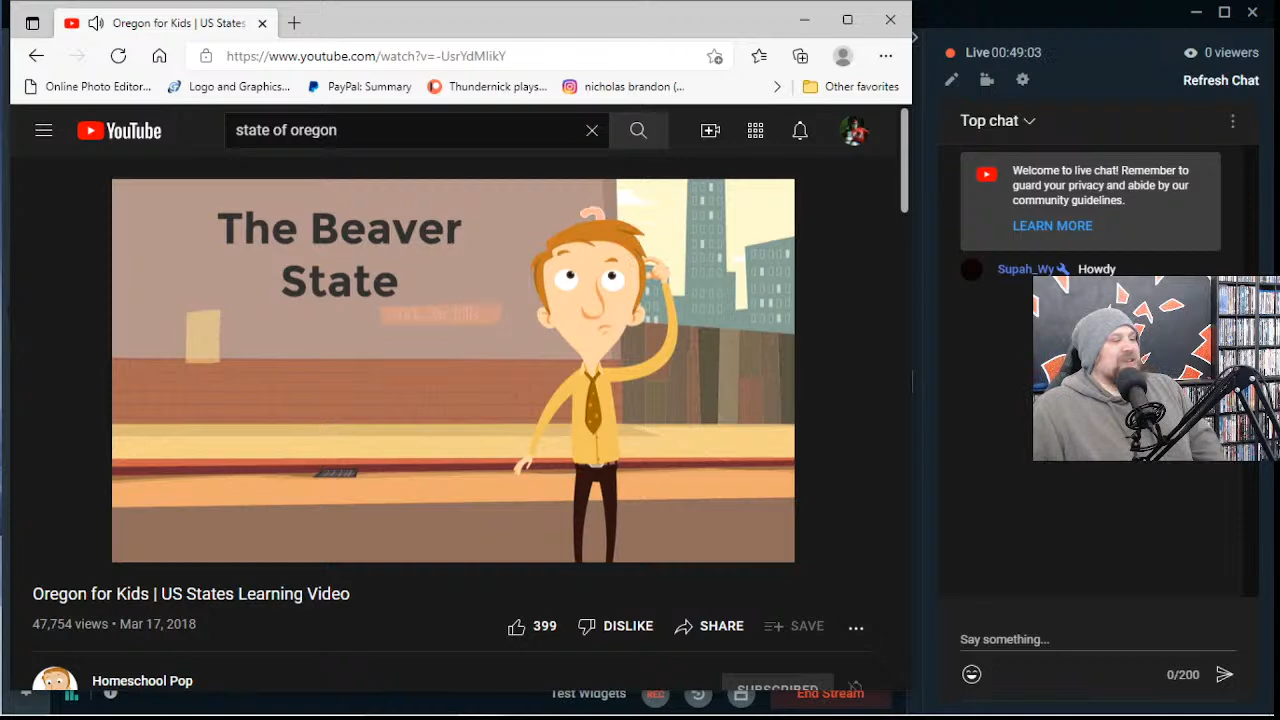 Oregon for Kids | US States
https://www.youtube.com/watch?v=-UsrYdMlikY
Online Photo Editor...
Logo and Graphics...
PayPal: Summary
Thundernick plays...
nicholas brandon (...
Other favorites
YouTube
state of oregon
The Beaver
State
Oregon for Kids | US States Learning Video
47,754 views • Mar 17, 2018
399
DISLIKE
SHARE
SAVE
Homeschool Pop
SUBSCRIBED
Test Widgets
REC
End Stream
Live 00:49:03
0 viewers
Refresh Chat
Top chat
Welcome to live chat! Remember to
guard your privacy and abide by our
community guidelines.
LEARN MORE
Supah_Wy Howdy
Say something...
0/200